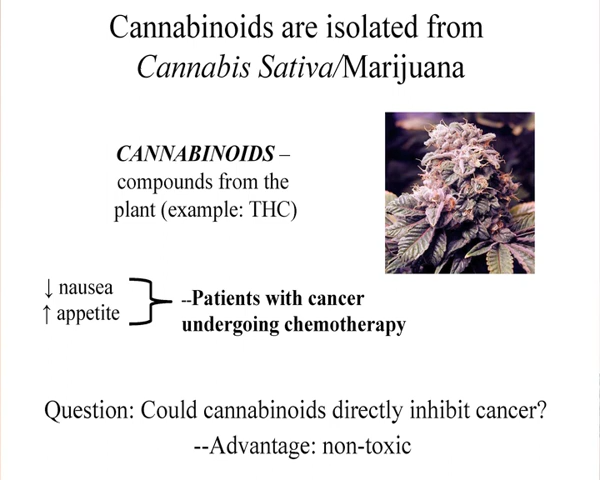 Cannabinoids are isolated from
Cannabis Sativa/Marijuana
CANNABINOIDS –
compounds from the
plant (example: THC)
↓ nausea
↑ appetite
--Patients with cancer
undergoing chemotherapy
Question: Could cannabinoids directly inhibit cancer?
--Advantage: non-toxic